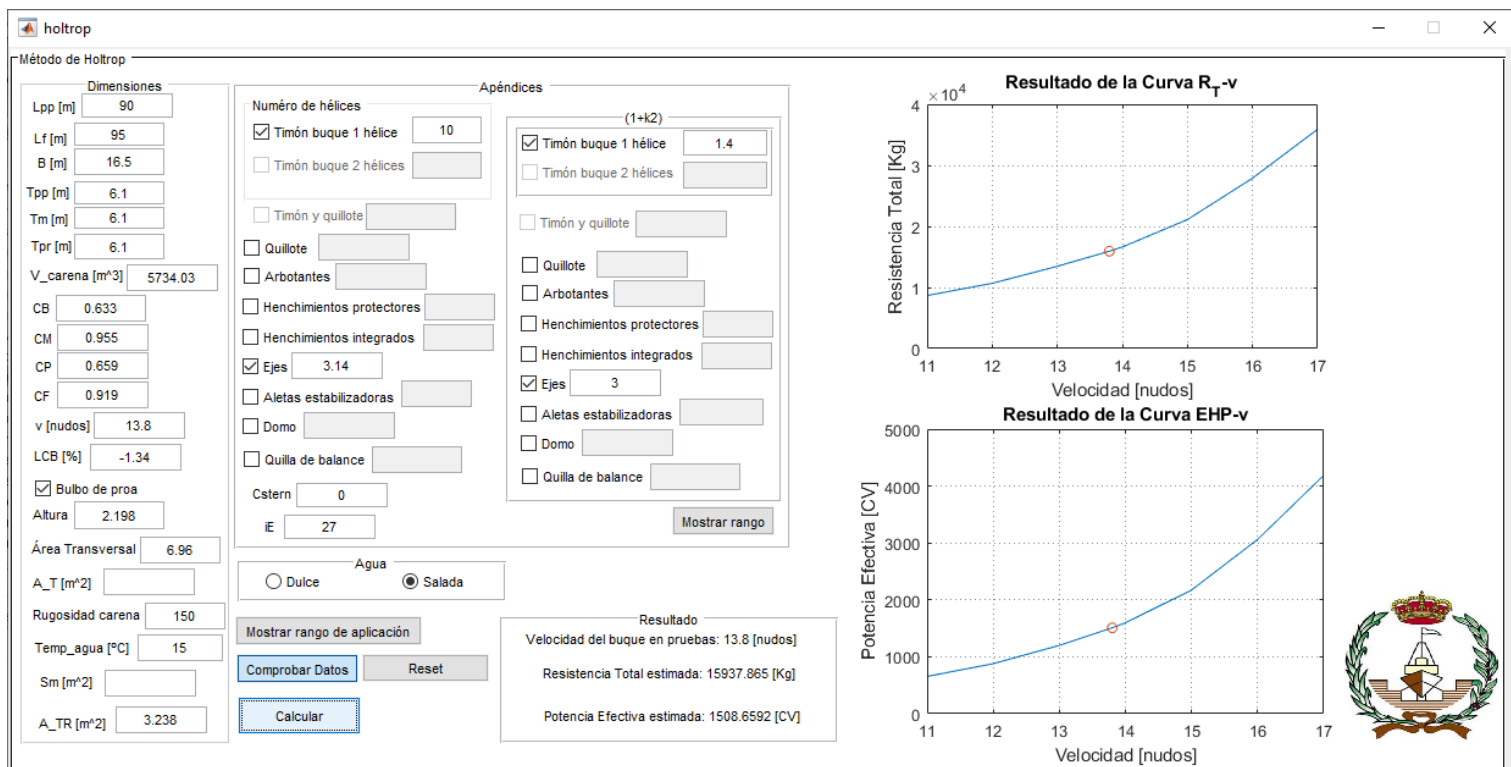 holtrop
Método de Holtrop
Dimensiones
Lpp [m] 90
Lf [m] 95
B [m] 16.5
Tpp [m] 6.1
Tm [m] 6.1
Tpr [m] 6.1
V_carena [m^3] 5734.03
CB 0.633
CM 0.955
CP 0.659
CF 0.919
v [nudos] 13.8
LCB [%] -1.34
Bulbo de proa
Altura 2.198
Área Transversal 6.96
A_T [m^2]
Rugosidad carena 150
Temp_agua [ºC] 15
Sm [m^2]
A_TR [m^2] 3.238
Apéndices
Numéro de hélices
Timón buque 1 hélice 10
Timón buque 2 hélices
Timón y quillote
Quillote
Arbotantes
Henchimientos protectores
Henchimientos integrados
Ejes 3.14
Aletas estabilizadoras
Domo
Quilla de balance
Cstern 0
iE 27
(1+k2)
Timón buque 1 hélice 1.4
Timón buque 2 hélices
Timón y quillote
Quillote
Arbotantes
Henchimientos protectores
Henchimientos integrados
Ejes 3
Aletas estabilizadoras
Domo
Quilla de balance
Mostrar rango
Agua
Dulce Salada
Mostrar rango de aplicación
Comprobar Datos Reset
Calcular
Resultado
Velocidad del buque en pruebas: 13.8 [nudos]
Resistencia Total estimada: 15937.865 [Kg]
Potencia Efectiva estimada: 1508.6592 [CV]
Resultado de la Curva R_T-v
× 10^4
4
3
2
1
0
Resistencia Total [Kg]
11 12 13 14 15 16 17
Velocidad [nudos]
Resultado de la Curva EHP-v
5000
4000
3000
2000
1000
0
Potencia Efectiva [CV]
11 12 13 14 15 16 17
Velocidad [nudos]